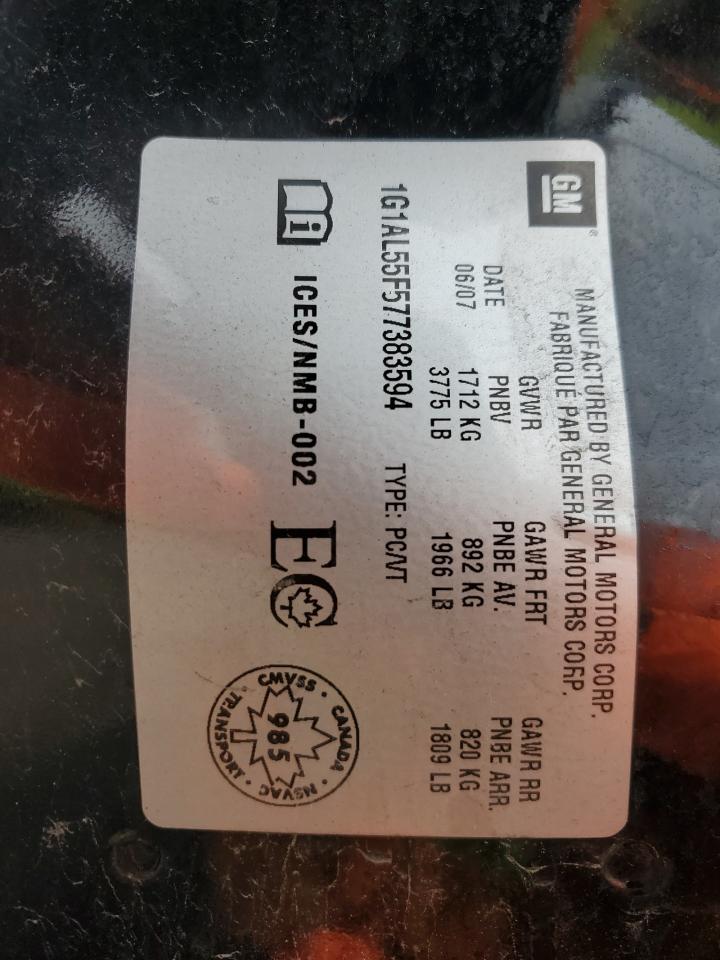 GM®
MANUFACTURED BY GENERAL MOTORS CORP.
FABRIQUÉ PAR GENERAL MOTORS CORP.
GVWR GAWR FRT GAWR RR
DATE PNBV PNBE AV. PNBE ARR.
06/07 1712 KG 892 KG 820 KG
3775 LB 1966 LB 1809 LB
1G1AL55F577383594 TYPE: PC/VT
i ICES/NMB-002 EC
CANADA · NSVAC · TRANSPORT · CMVSS ·
985